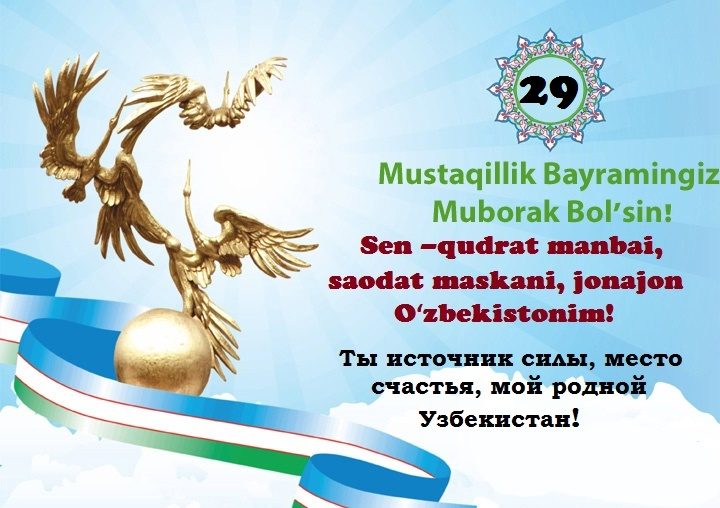 29
Mustaqillik Bayramingiz
Muborak Bol’sin!
Sen –qudrat manbai,
saodat maskani, jonajon
O‘zbekistonim!
Ты источник силы, место
счастья, мой родной
Узбекистан!